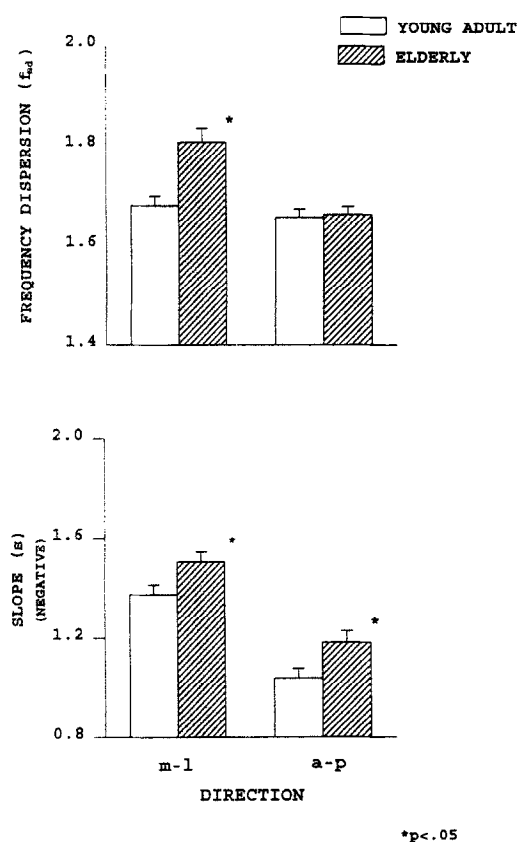 YOUNG ADULT
ELDERLY
FREQUENCY DISPERSION (fsd)
2.0
1.8
1.6
1.4
*
SLOPE (s)
(NEGATIVE)
2.0
1.6
1.2
0.8
*
*
m-l a-p
DIRECTION
*p<.05